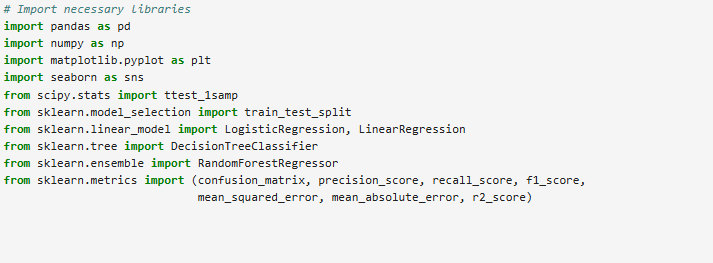 # Import necessary libraries
import pandas as pd
import numpy as np
import matplotlib.pyplot as plt
import seaborn as sns
from scipy.stats import ttest_1samp
from sklearn.model_selection import train_test_split
from sklearn.linear_model import LogisticRegression, LinearRegression
from sklearn.tree import DecisionTreeClassifier
from sklearn.ensemble import RandomForestRegressor
from sklearn.metrics import (confusion_matrix, precision_score, recall_score, f1_score,
                             mean_squared_error, mean_absolute_error, r2_score)